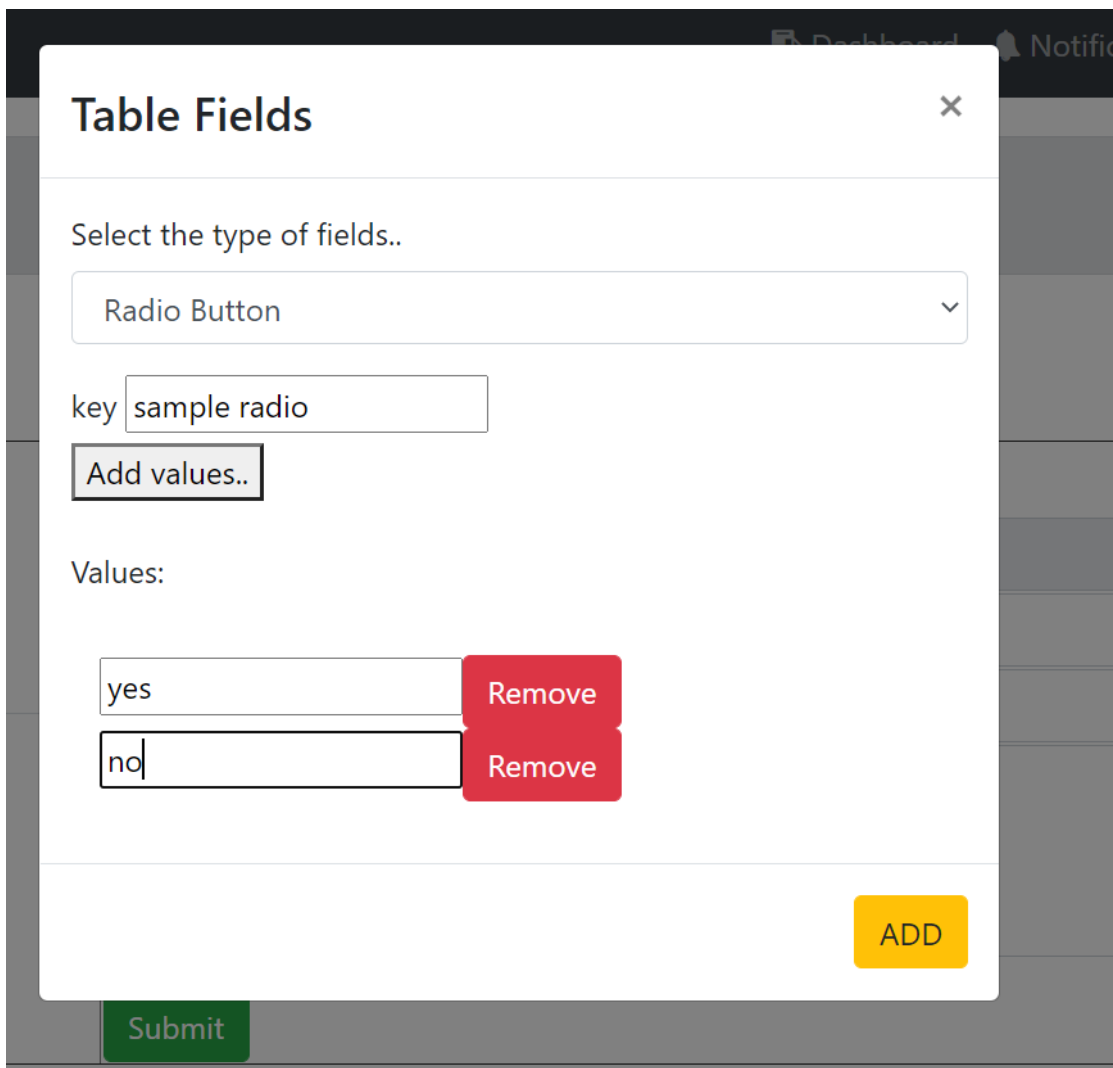 Dashboard Notific
Table Fields ×
Select the type of fields..
Radio Button
key sample radio
Add values..
Values:
yes Remove
no Remove
ADD
Submit